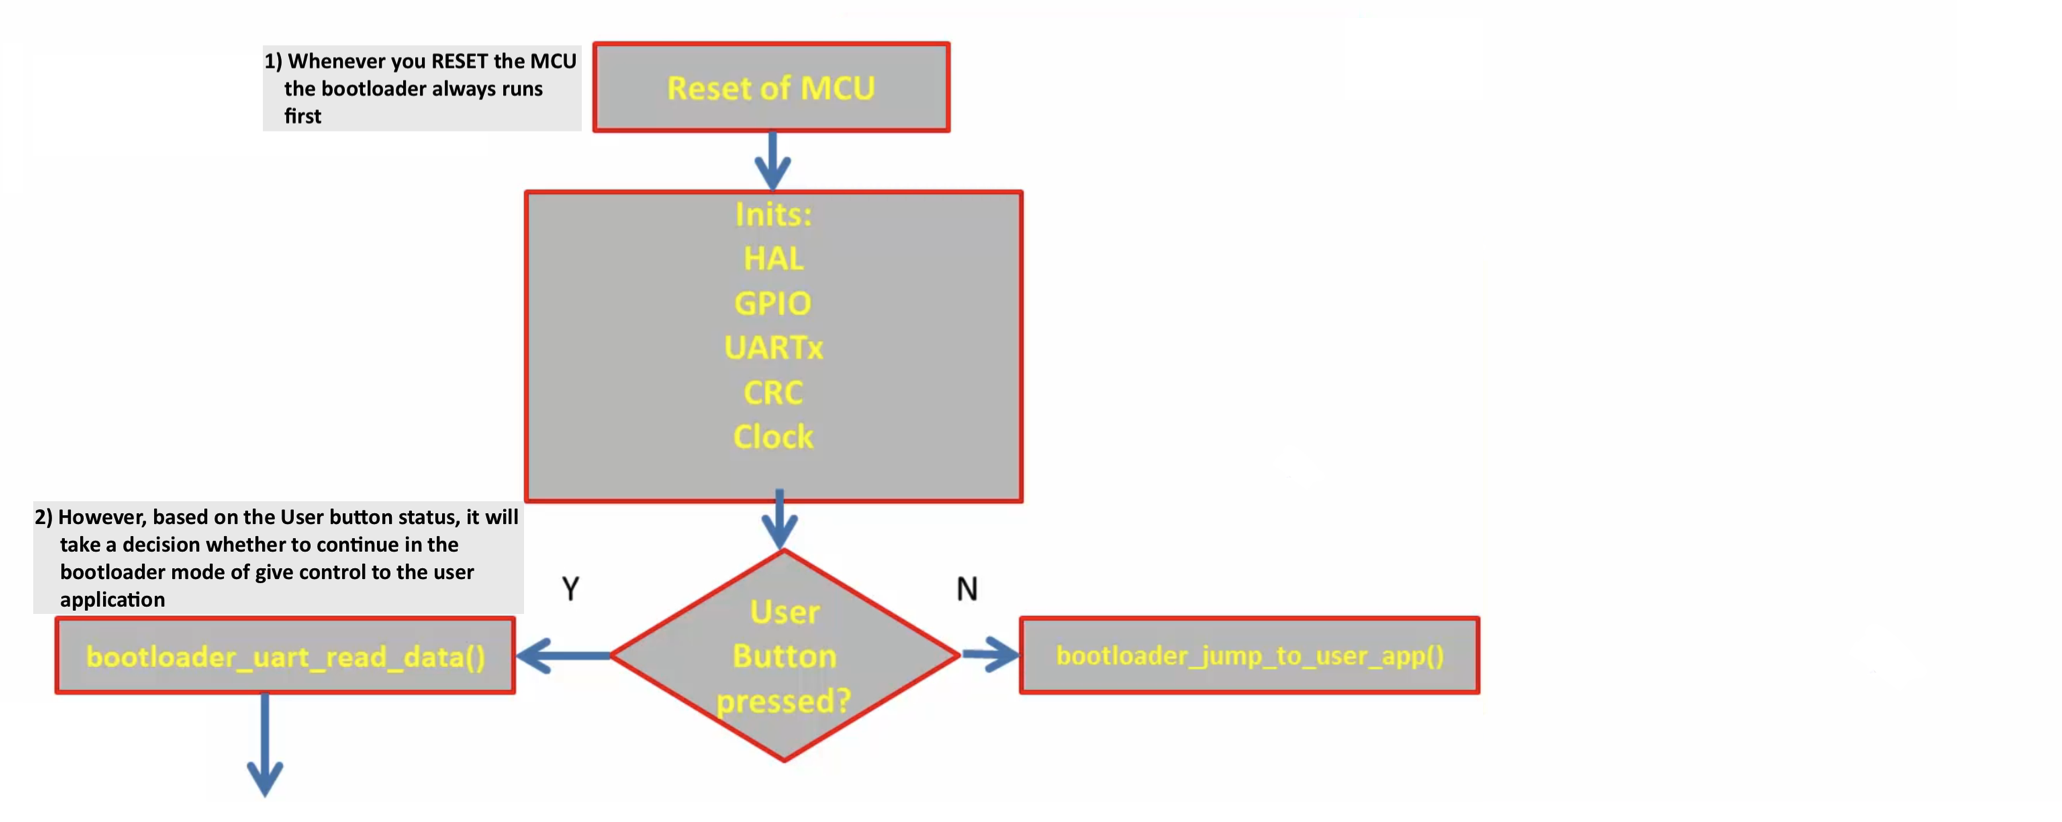 1) Whenever you RESET the MCU
the bootloader always runs
first
Reset of MCU
Inits:
HAL
GPIO
UARTx
CRC
Clock
2) However, based on the User button status, it will
take a decision whether to continue in the
bootloader mode of give control to the user
application
Y
N
User
Button
pressed?
bootloader_uart_read_data()
bootloader_jump_to_user_app()